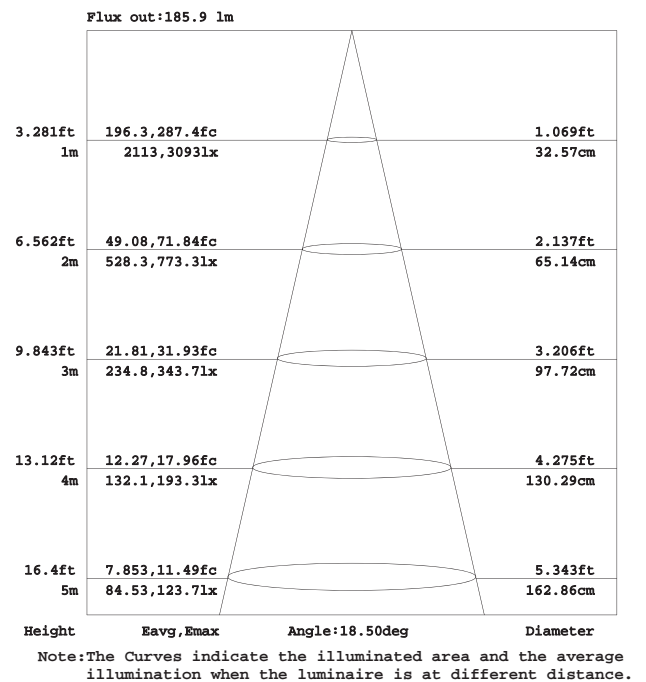 Flux out:185.9 lm
3.281ft 196.3,287.4fc 1.069ft
1m 2113,3093lx 32.57cm
6.562ft 49.08,71.84fc 2.137ft
2m 528.3,773.3lx 65.14cm
9.843ft 21.81,31.93fc 3.206ft
3m 234.8,343.7lx 97.72cm
13.12ft 12.27,17.96fc 4.275ft
4m 132.1,193.3lx 130.29cm
16.4ft 7.853,11.49fc 5.343ft
5m 84.53,123.7lx 162.86cm
Height Eavg,Emax Angle:18.50deg Diameter
Note:The Curves indicate the illuminated area and the average
illumination when the luminaire is at different distance.